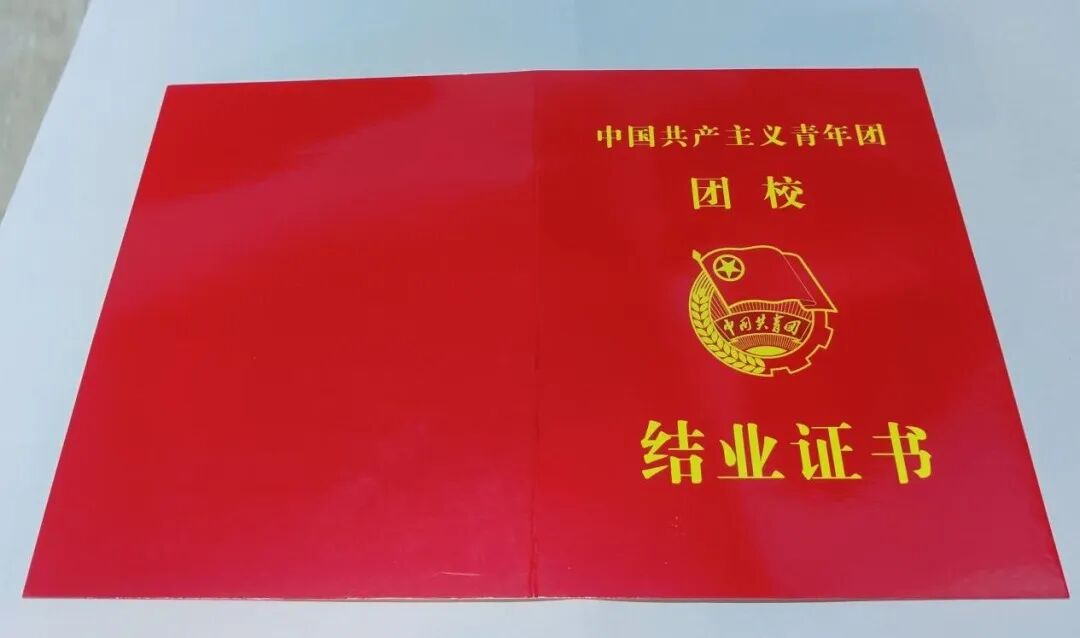 中国共产主义青年团
团校
中国共青团
结业证书